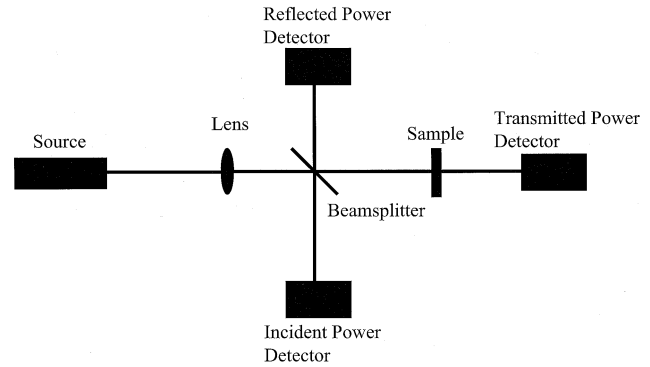 Reflected Power
Detector
Source
Lens
Sample
Transmitted Power
Detector
Beamsplitter
Incident Power
Detector